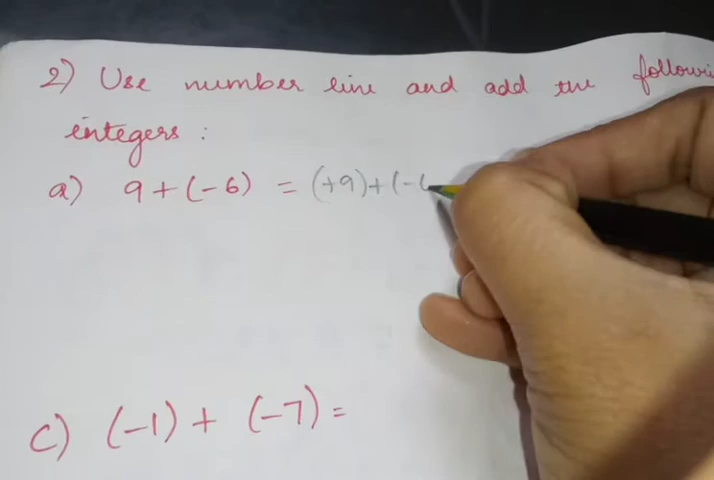 2) Use number line and add the
integers :
a) 9 + (-6) = (+9) + (-
c) (-1) + (-7) =